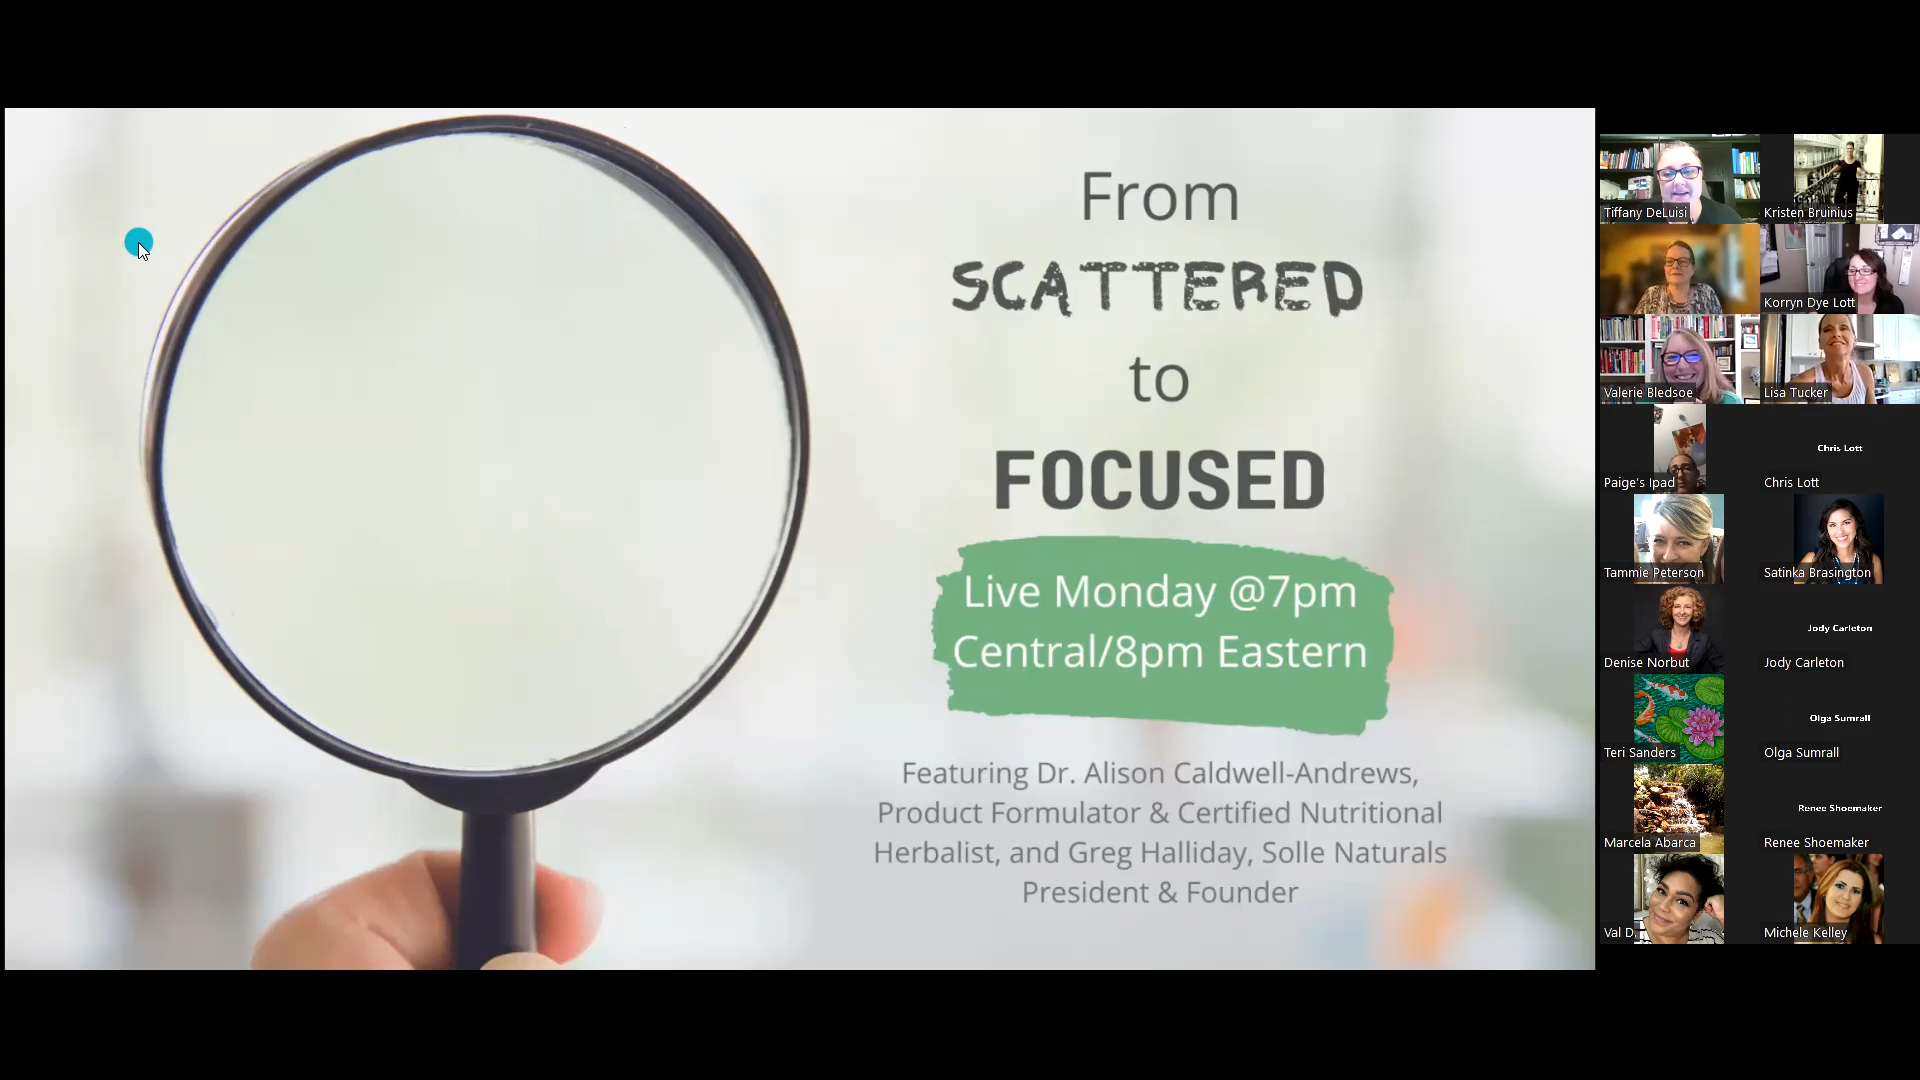 From
SCATTERED
to
FOCUSED
Live Monday @7pm
Central/8pm Eastern
Featuring Dr. Alison Caldwell-Andrews,
Product Formulator & Certified Nutritional
Herbalist, and Greg Halliday, Solle Naturals
President & Founder
Tiffany DeLuisi
Kristen Bruinius
Korryn Dye Lott
Valerie Bledsoe
Lisa Tucker
Paige's Ipad
Chris Lott
Chris Lott
Tammie Peterson
Satinka Brasington
Denise Norbut
Jody Carleton
Jody Carleton
Teri Sanders
Olga Sumrall
Olga Sumrall
Marcela Abarca
Renee Shoemaker
Renee Shoemaker
Val D.
Michele Kelley